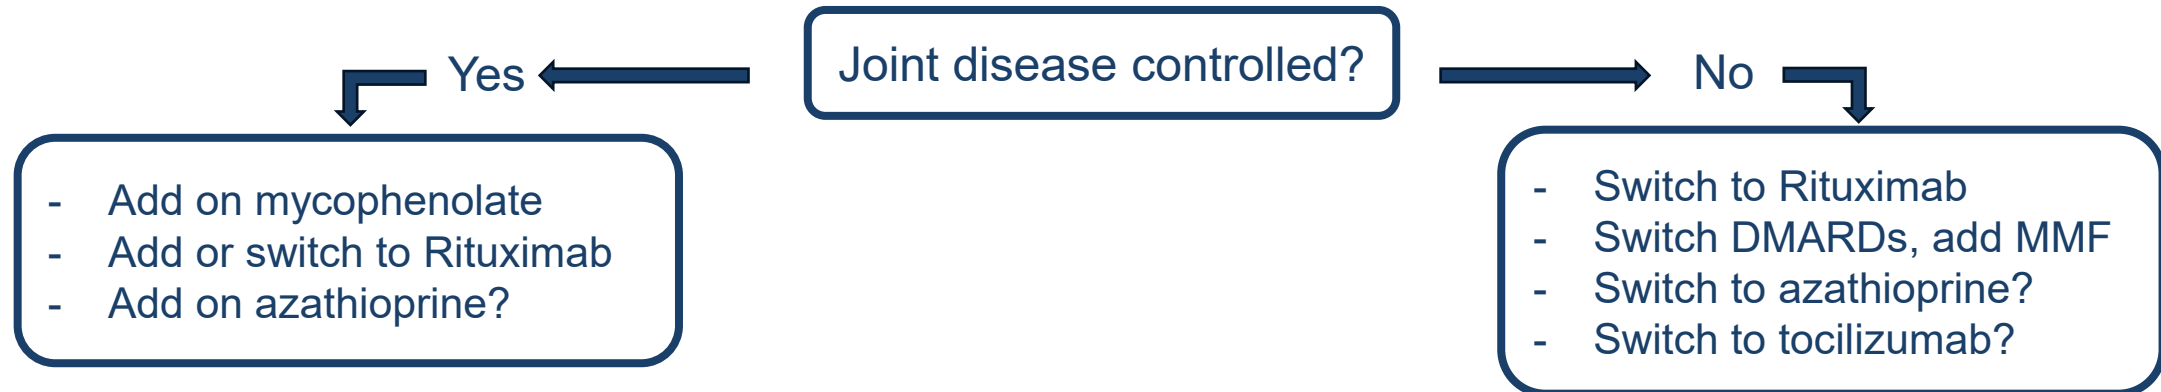 Joint disease controlled?
Yes
No
- Add on mycophenolate
- Add or switch to Rituximab
- Add on azathioprine?
- Switch to Rituximab
- Switch DMARDs, add MMF
- Switch to azathioprine?
- Switch to tocilizumab?